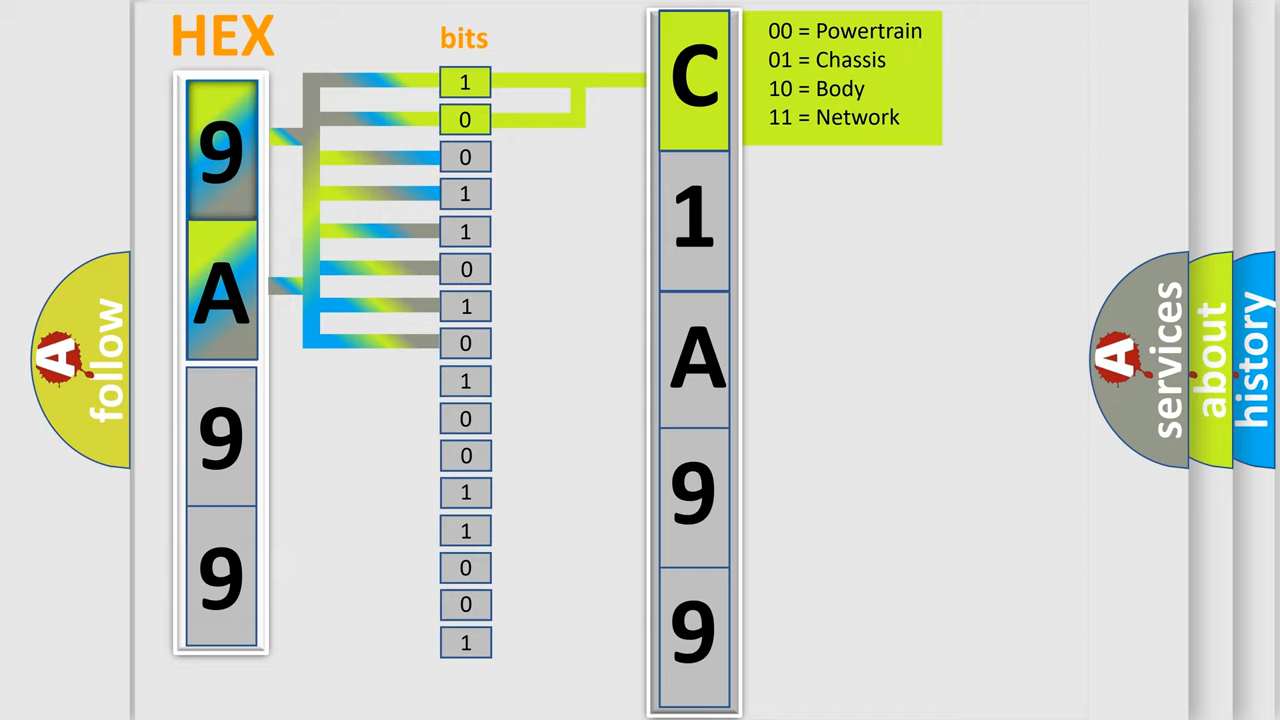 HEX
bits
9
A
9
9
1
0
0
1
1
0
1
0
1
0
0
1
1
0
0
1
C
1
A
9
9
00 = Powertrain
01 = Chassis
10 = Body
11 = Network
A
follow
A
services
about
history